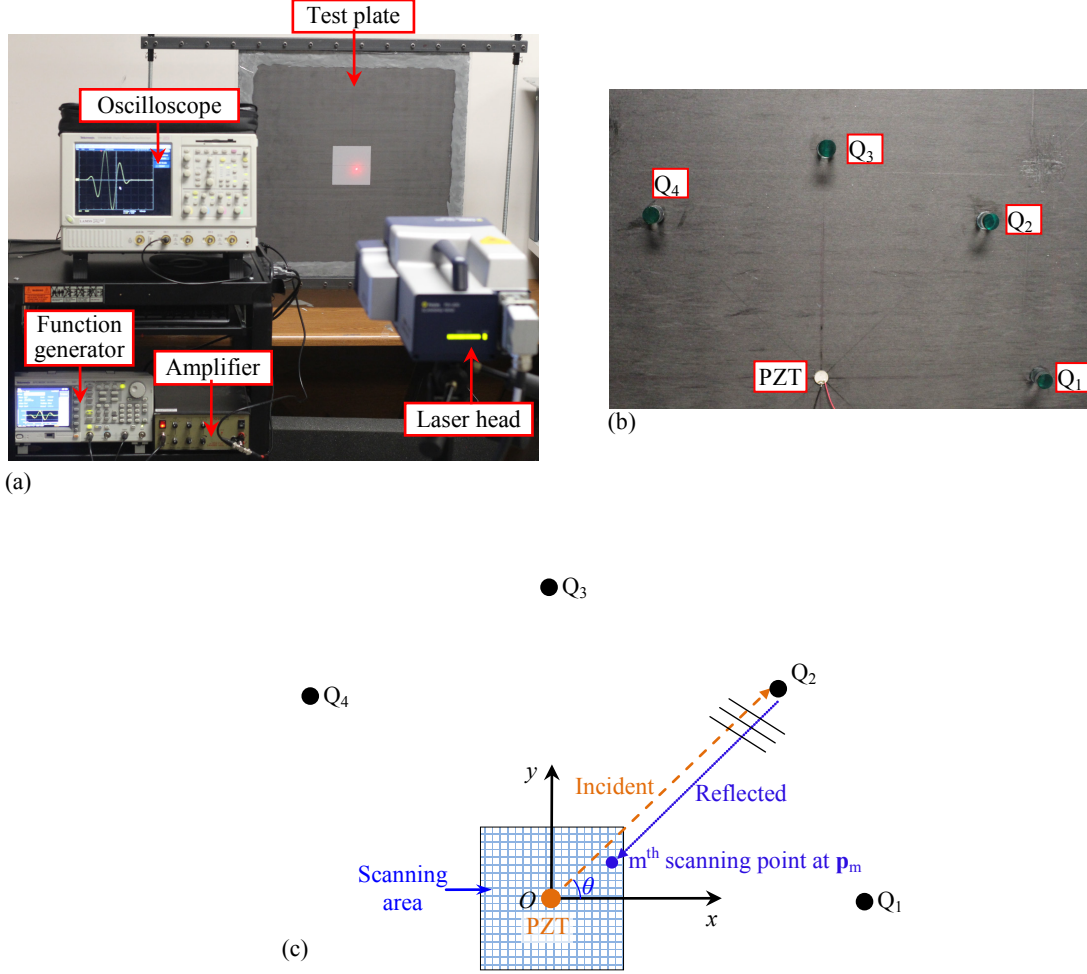 Test plate
Oscilloscope
Function
generator
Amplifier
Laser head
(a)
Q3
Q4
Q2
PZT
Q1
(b)
Q3
Q2
Q4
y
Incident
Reflected
mth scanning point at pm
Scanning
area
θ
O
PZT
x
Q1
(c)